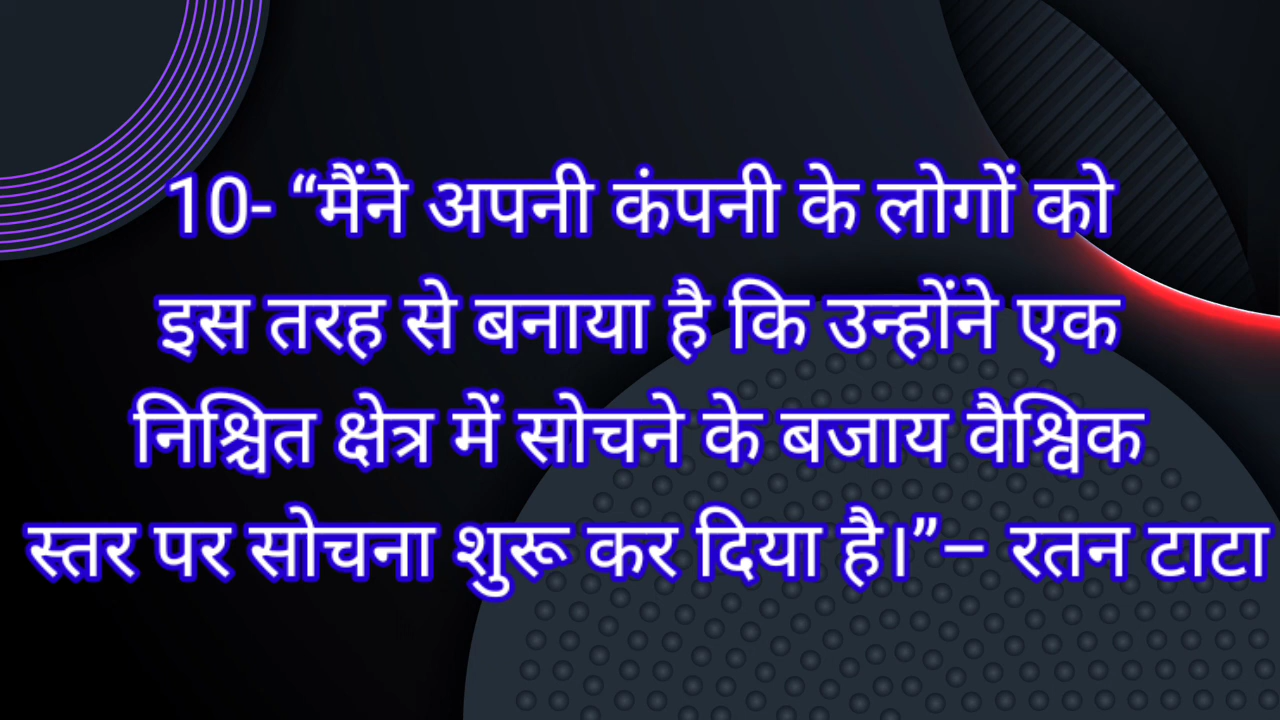 10- “मैंने अपनी कंपनी के लोगों को
इस तरह से बनाया है कि उन्होंने एक
निश्चित क्षेत्र में सोचने के बजाय वैश्विक
स्तर पर सोचना शुरू कर दिया है।”– रतन टाटा